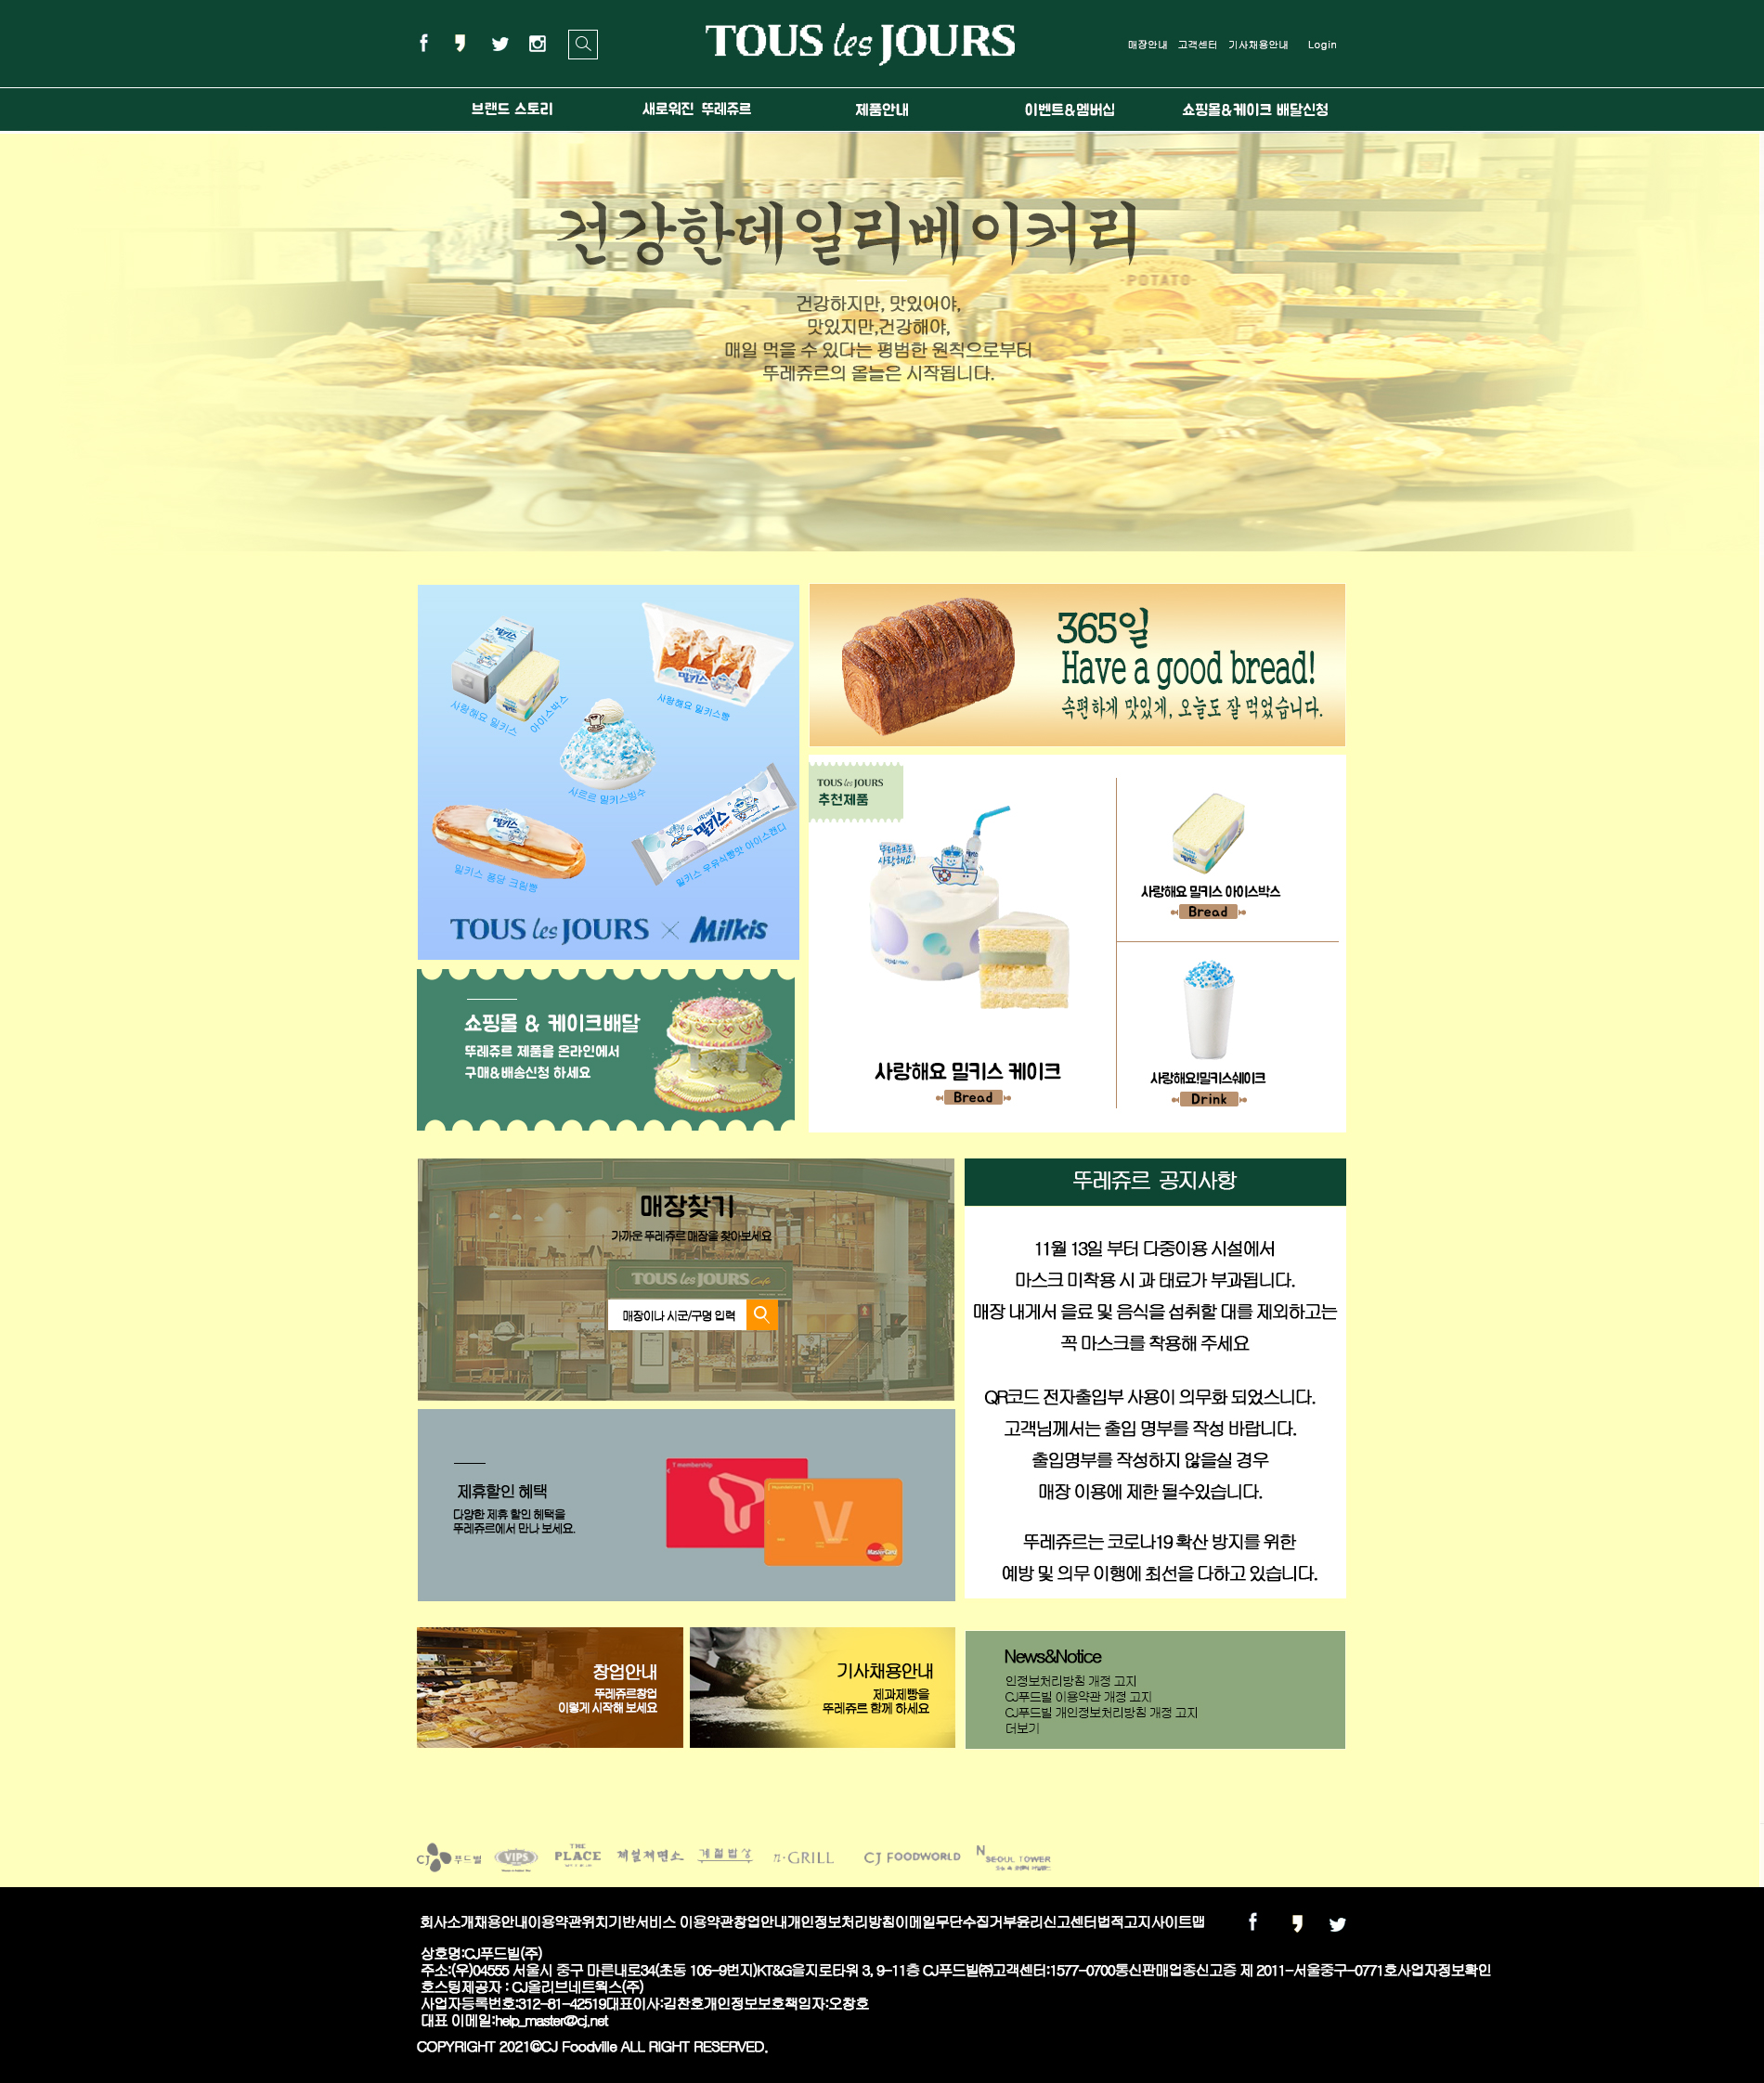 TOUS les JOURS
매장안내 고객센터 기사채용안내 Login
브랜드 스토리 새로워진 뚜레쥬르 제품안내 이벤트&멤버십 쇼핑몰&케이크 배달신청
건강한데일리베이커리
POTATO
건강하지만, 맛있어야,
맛있지만,건강해야,
매일 먹을 수 있다는 평범한 원칙으로부터
뚜레쥬르의 올늘은 시작됩니다.
밀키스
사랑해요 밀키스 아이스박스
밀키스
사랑해요 밀키스빵
사르르 밀키스빙수
밀키스
밀키스 퐁당 크림빵
밀키스
밀키스 우유식빵맛 아이스캔디
TOUS les JOURS × Milkis
365일
Have a good bread!
속편하게 맛있게, 오늘도 잘 먹었습니다.
TOUS les JOURS
추천제품
뚜레쥬르도
사랑해요!
사랑해요 밀키스 케이크
Bread
사랑해요 밀키스 아이스박스
Bread
사랑해요!밀키스쉐이크
Drink
쇼핑몰 & 케이크배달
뚜레쥬르 제품을 온라인에서
구매&배송신청 하세요
매장찾기
가까운 뚜레쥬르 매장을 찾아보세요
TOUS les JOURS Cafe
매장이나 시군/구명 입력
뚜레쥬르 공지사항
11월 13일 부터 다중이용 시설에서
마스크 미착용 시 과 태료가 부과됩니다.
매장 내게서 을료 및 음식을 섭취할 대를 제외하고는
꼭 마스크를 착용해 주세요
QR코드 전자출입부 사용이 의무화 되었스니다.
고객님께서는 출입 명부를 작성 바랍니다.
출입명부를 작성하지 않을실 경우
매장 이용에 제한 될수있습니다.
뚜레쥬르는 코로나19 확산 방지를 위한
예방 및 의무 이행에 최선을 다하고 있습니다.
제휴할인 혜택
다양한 제휴 할인 혜택을
뚜레쥬르에서 만나 보세요.
T membership
V
MasterCard
창업안내
뚜레쥬르창업
이렇게 시작해 보세요
기사채용안내
제과제빵을
뚜레쥬르 함께 하세요
News&Notice
인정보처리방침 개정 고지
CJ푸드빌 이용약관 개정 고지
CJ푸드빌 개인정보처리방침 개정 고지
더보기
CJ 푸드빌 VIPS THE PLACE 제일제면소 계절밥상 n·GRILL CJ FOODWORLD N SEOUL TOWER
회사소개채용안내이용약관위치기반서비스 이용약관창업안내개인정보처리방침이메일무단수집거부윤리신고센터법적고지사이트맵
상호명:CJ푸드빌(주)
주소:(우)04555 서울시 중구 마른내로34(초동 106-9번지)KT&G을지로타워 3, 9-11층 CJ푸드빌㈜고객센터:1577-0700통신판매업종신고증 제 2011-서울중구-0771호사업자정보확인
호스팅제공자 : CJ올리브네트웍스(주)
사업자등록번호:312-81-42519대표이사:김찬호개인정보보호책임자:오창호
대표 이메일:help_master@cj.net
COPYRIGHT 2021©CJ Foodville ALL RIGHT RESERVED.